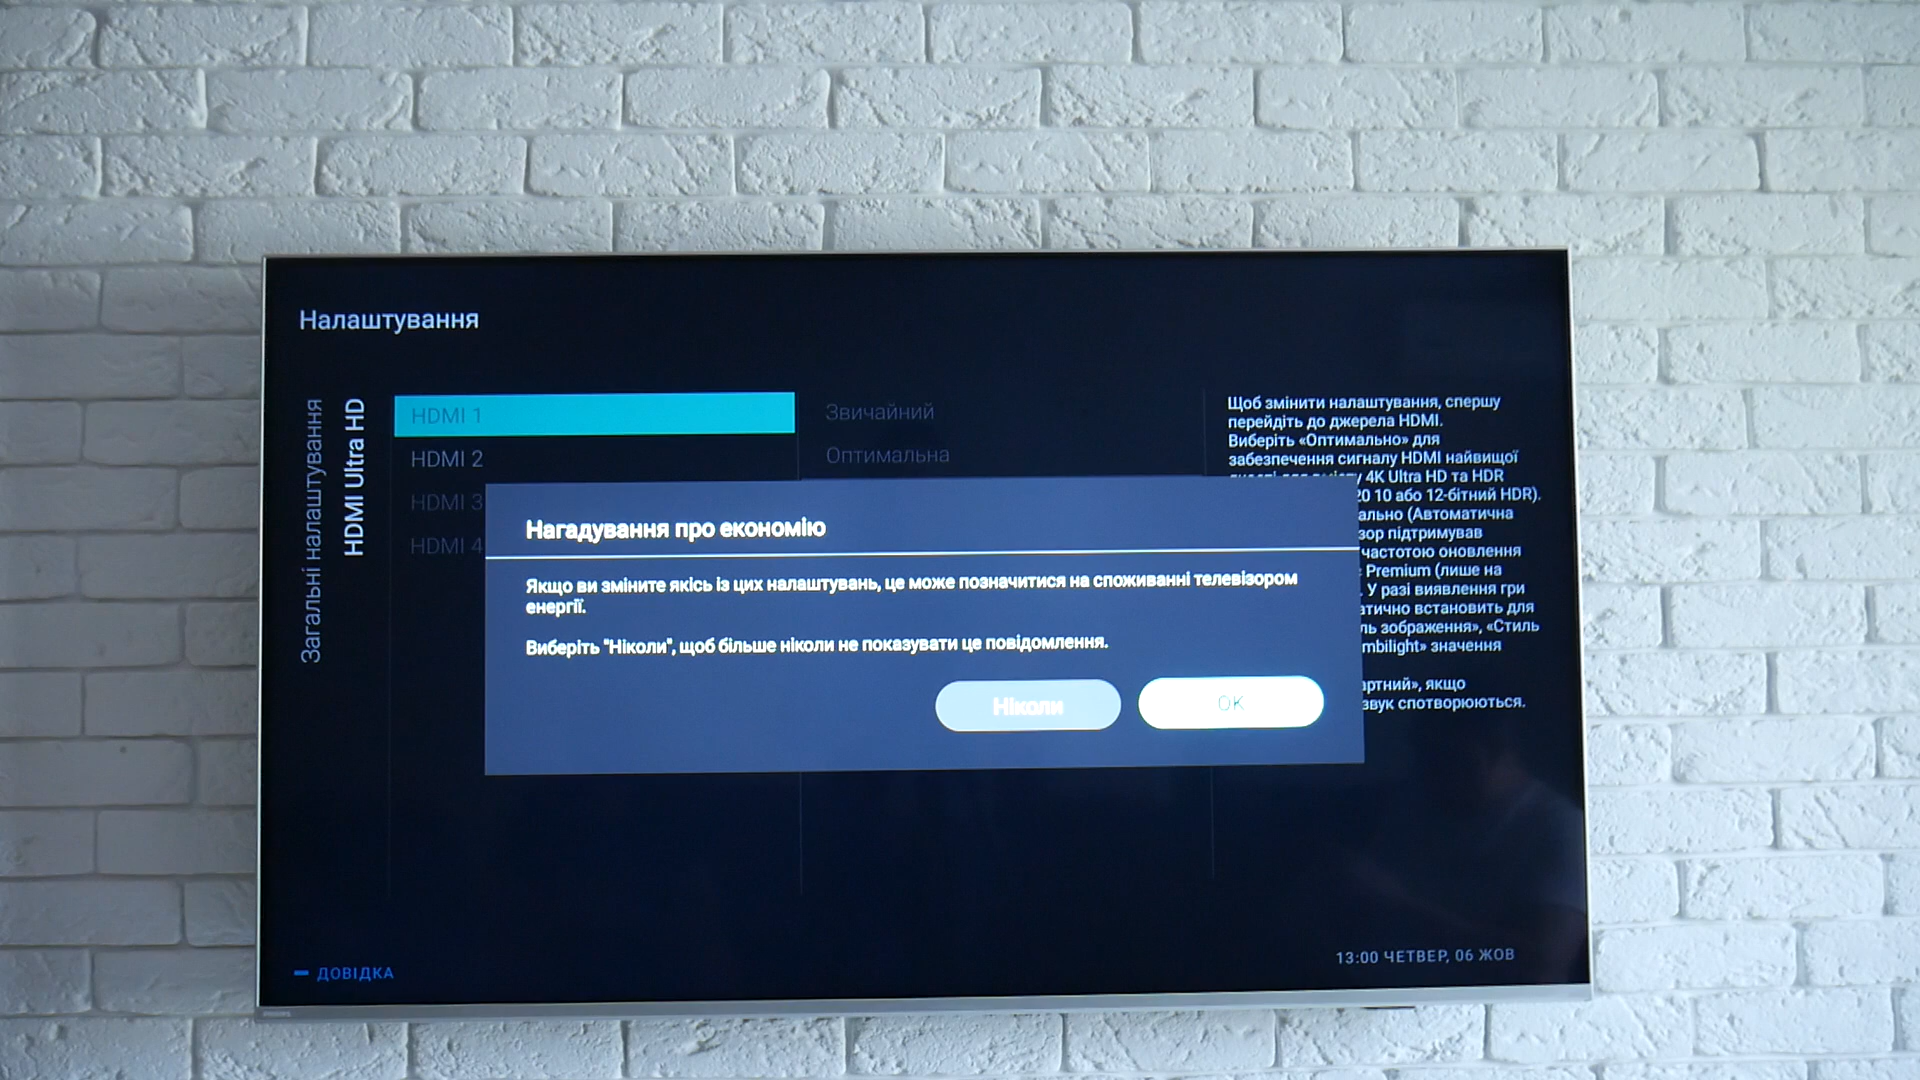 Налаштування
Загальні налаштування
HDMI Ultra HD
HDMI 1
HDMI 2
HDMI 3
HDMI 4
Звичайний
Оптимальна
Щоб змінити налаштування, спершу
перейдіть до джерела HDMI.
Виберіть «Оптимально» для
забезпечення сигналу HDMI найвищої
4K Ultra HD та HDR
20 10 або 12-бітний HDR).
ально (Автоматична
зор підтримував
частотою оновлення
Premium (лише на
. У разі виявлення гри
атично встановить для
ль зображення», «Стиль
mbilight» значення
артний», якщо
звук спотворюються.
Нагадування про економію
Якщо ви зміните якісь із цих налаштувань, це може позначитися на споживанні телевізором
енергії.
Виберіть "Ніколи", щоб більше ніколи не показувати це повідомлення.
Ніколи
OK
ДОВІДКА
13:00 ЧЕТВЕР, 06 ЖОВ